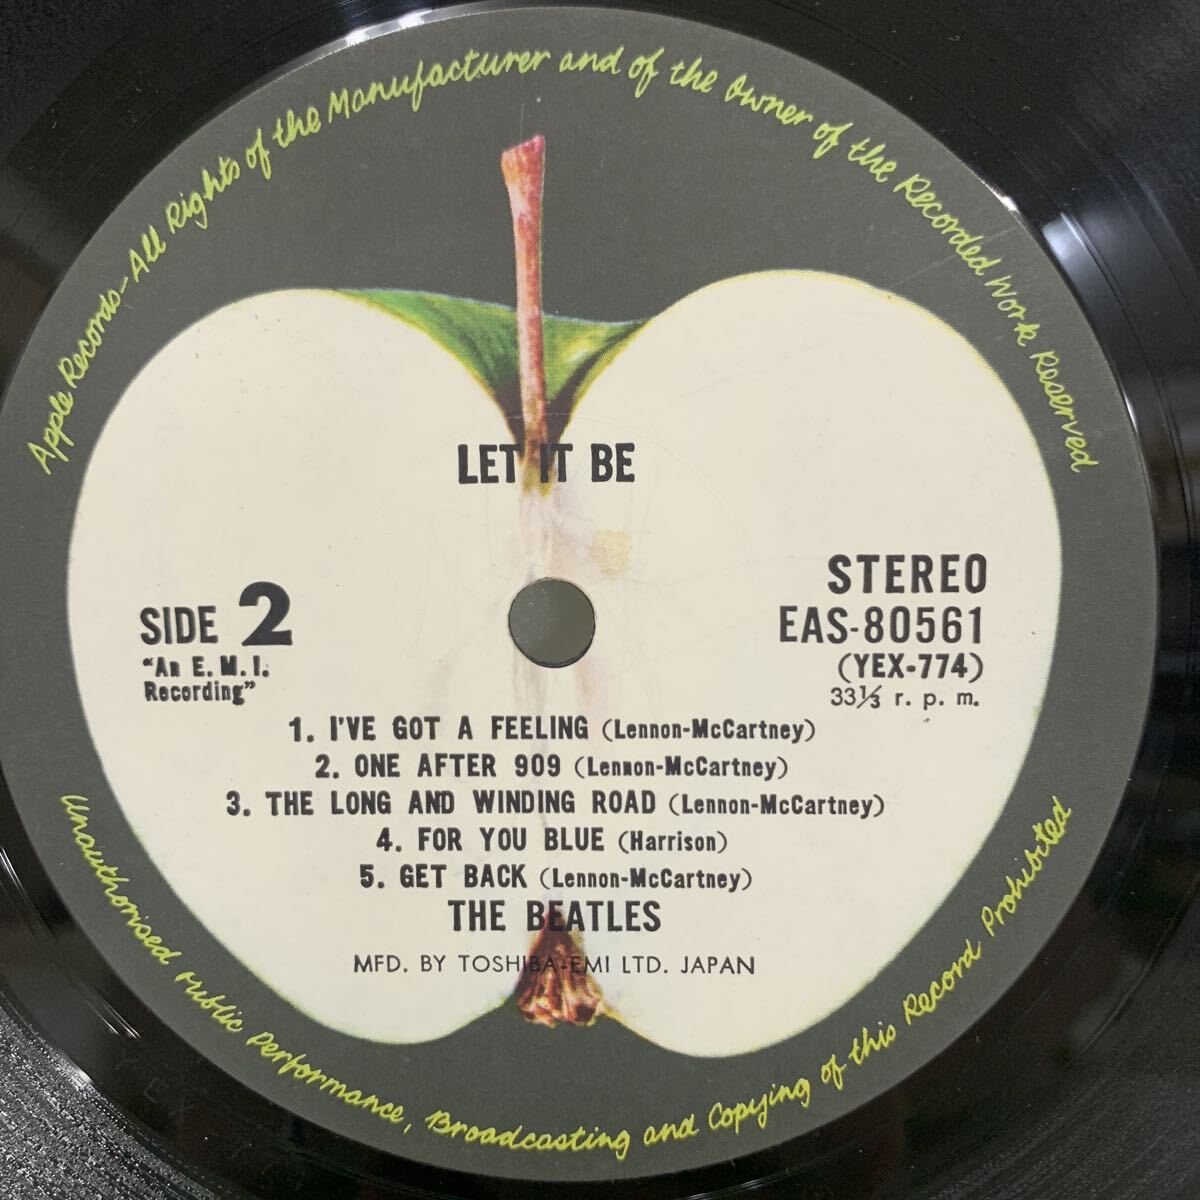 Apple Records-All Rights of the Manufacturer and of the Owner of the Recorded Work Reserved
LET IT BE
SIDE 2
"An E.M.I.
Recording"
STEREO
EAS-80561
(YEX-774)
33⅓ r. p. m.
1. I'VE GOT A FEELING (Lennon-McCartney)
2. ONE AFTER 909 (Lennon-McCartney)
3. THE LONG AND WINDING ROAD (Lennon-McCartney)
4. FOR YOU BLUE (Harrison)
5. GET BACK (Lennon-McCartney)
THE BEATLES
MFD. BY TOSHIBA-EMI LTD. JAPAN
Unauthorised Public Performance, Broadcasting and Copying of this Record Prohibited